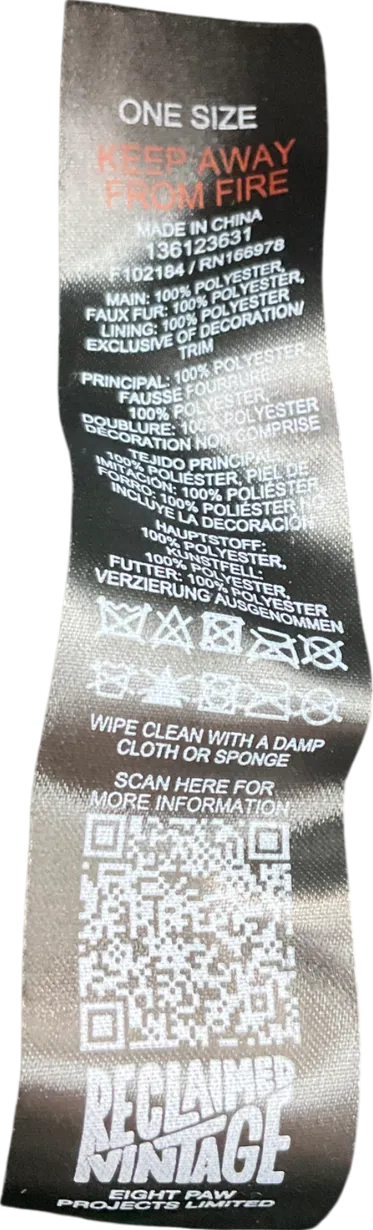 ONE SIZE
KEEP AWAY
FROM FIRE
MADE IN CHINA
136123631
F102184 / RN166978
MAIN: 100% POLYESTER,
FAUX FUR: 100% POLYESTER,
LINING: 100% POLYESTER
EXCLUSIVE OF DECORATION/
TRIM
PRINCIPAL: 100% POLYESTER,
FAUSSE FOURRURE:
100% POLYESTER,
DOUBLURE: 100% POLYESTER
DÉCORATION NON COMPRISE
TEJIDO PRINCIPAL:
100% POLIÉSTER, PIEL DE
IMITACIÓN: 100% POLIÉSTER
FORRO: 100% POLIÉSTER
INCLUYE LA DECORACIÓN
HAUPTSTOFF:
100% POLYESTER,
KUNSTFELL:
100% POLYESTER,
FUTTER: 100% POLYESTER
VERZIERUNG AUSGENOMMEN
WIPE CLEAN WITH A DAMP
CLOTH OR SPONGE
SCAN HERE FOR
MORE INFORMATION
RECLAIMED
VINTAGE
EIGHT PAW
PROJECTS LIMITED